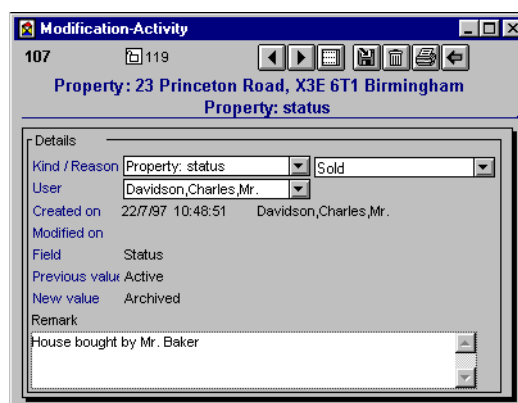 Modification-Activity
107 119
Property: 23 Princeton Road, X3E 6T1 Birmingham
Property: status
Details
Kind / Reason Property: status Sold
User Davidson,Charles,Mr.
Created on 22/7/97 10:48:51 Davidson,Charles,Mr.
Modified on
Field Status
Previous value Active
New value Archived
Remark
House bought by Mr. Baker